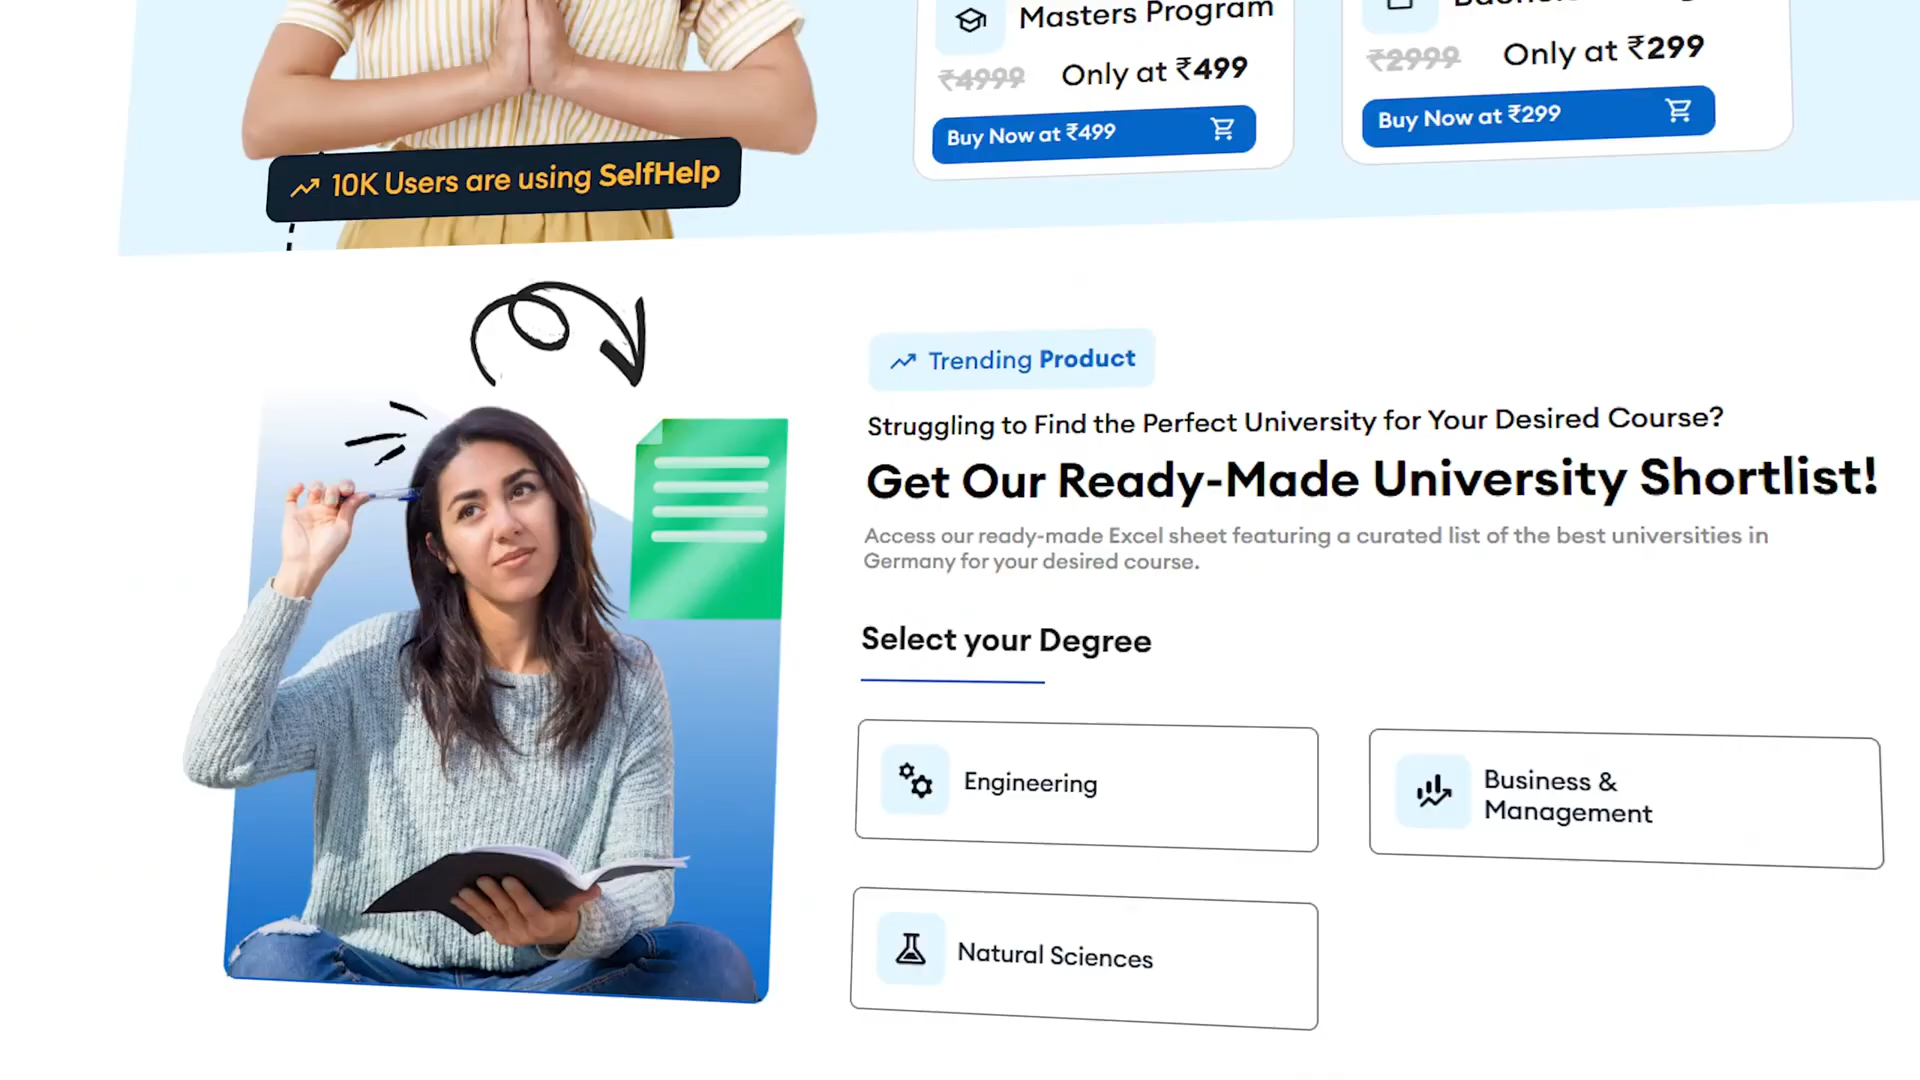 Masters Program
₹4999 Only at ₹499
Buy Now at ₹499
₹2999 Only at ₹299
Buy Now at ₹299
10K Users are using SelfHelp
Trending Product
Struggling to Find the Perfect University for Your Desired Course?
Get Our Ready-Made University Shortlist!
Access our ready-made Excel sheet featuring a curated list of the best universities in
Germany for your desired course.
Select your Degree
Engineering
Business &
Management
Natural Sciences